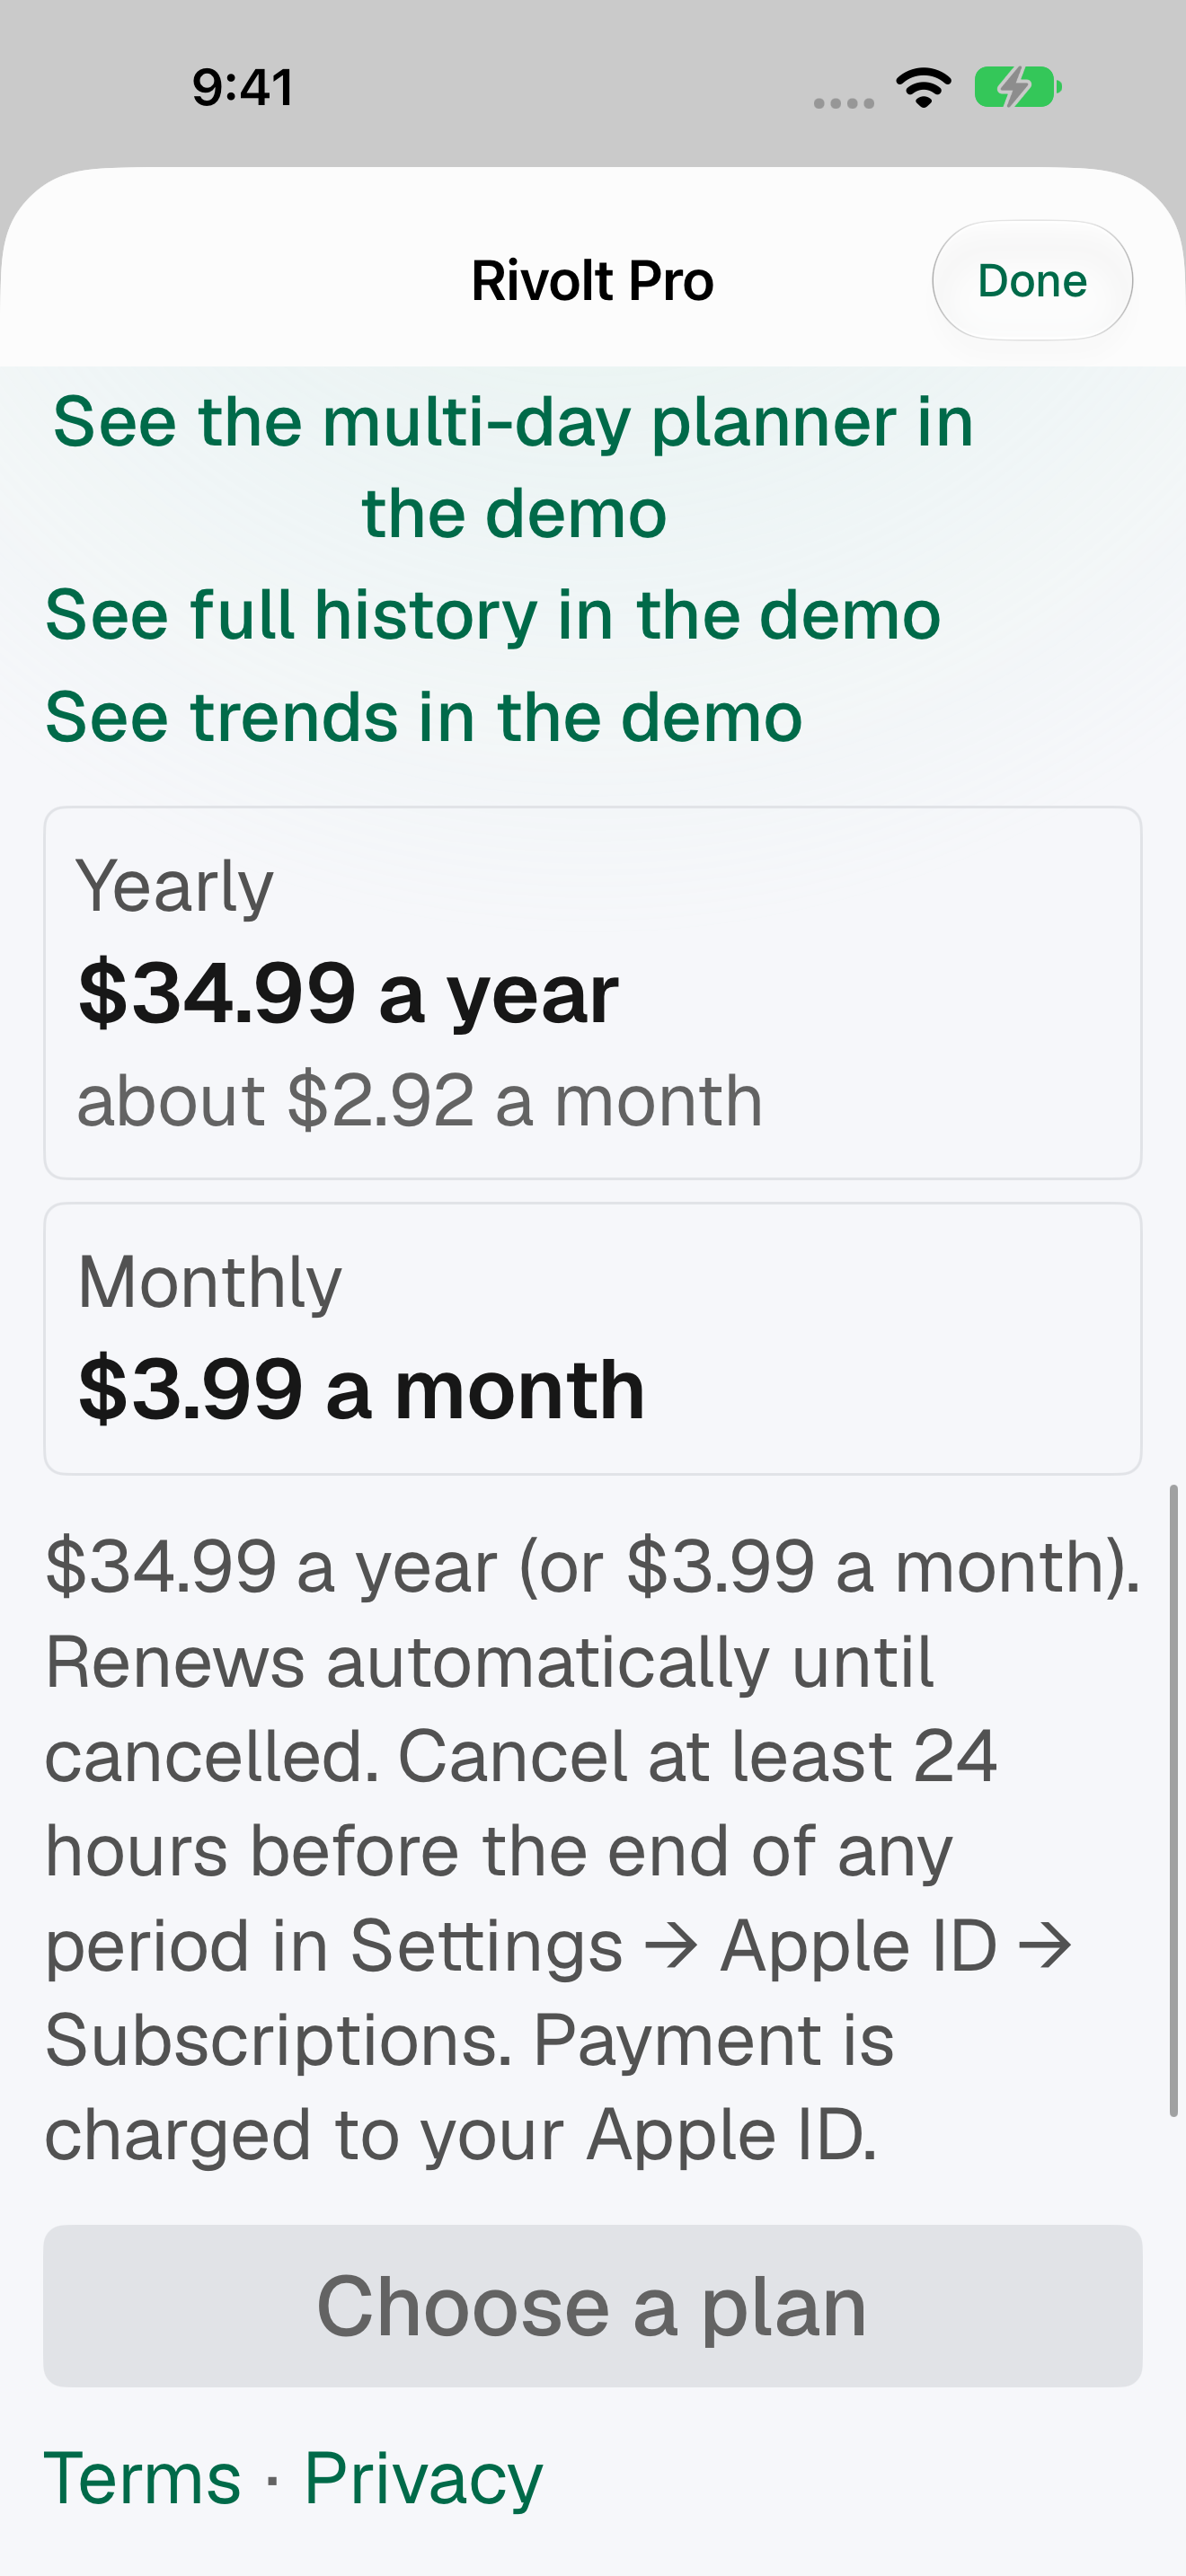 9:41
Rivolt Pro
Done
See the multi-day planner in
the demo
See full history in the demo
See trends in the demo
Yearly
$34.99 a year
about $2.92 a month
Monthly
$3.99 a month
$34.99 a year (or $3.99 a month).
Renews automatically until
cancelled. Cancel at least 24
hours before the end of any
period in Settings → Apple ID →
Subscriptions. Payment is
charged to your Apple ID.
Choose a plan
Terms · Privacy